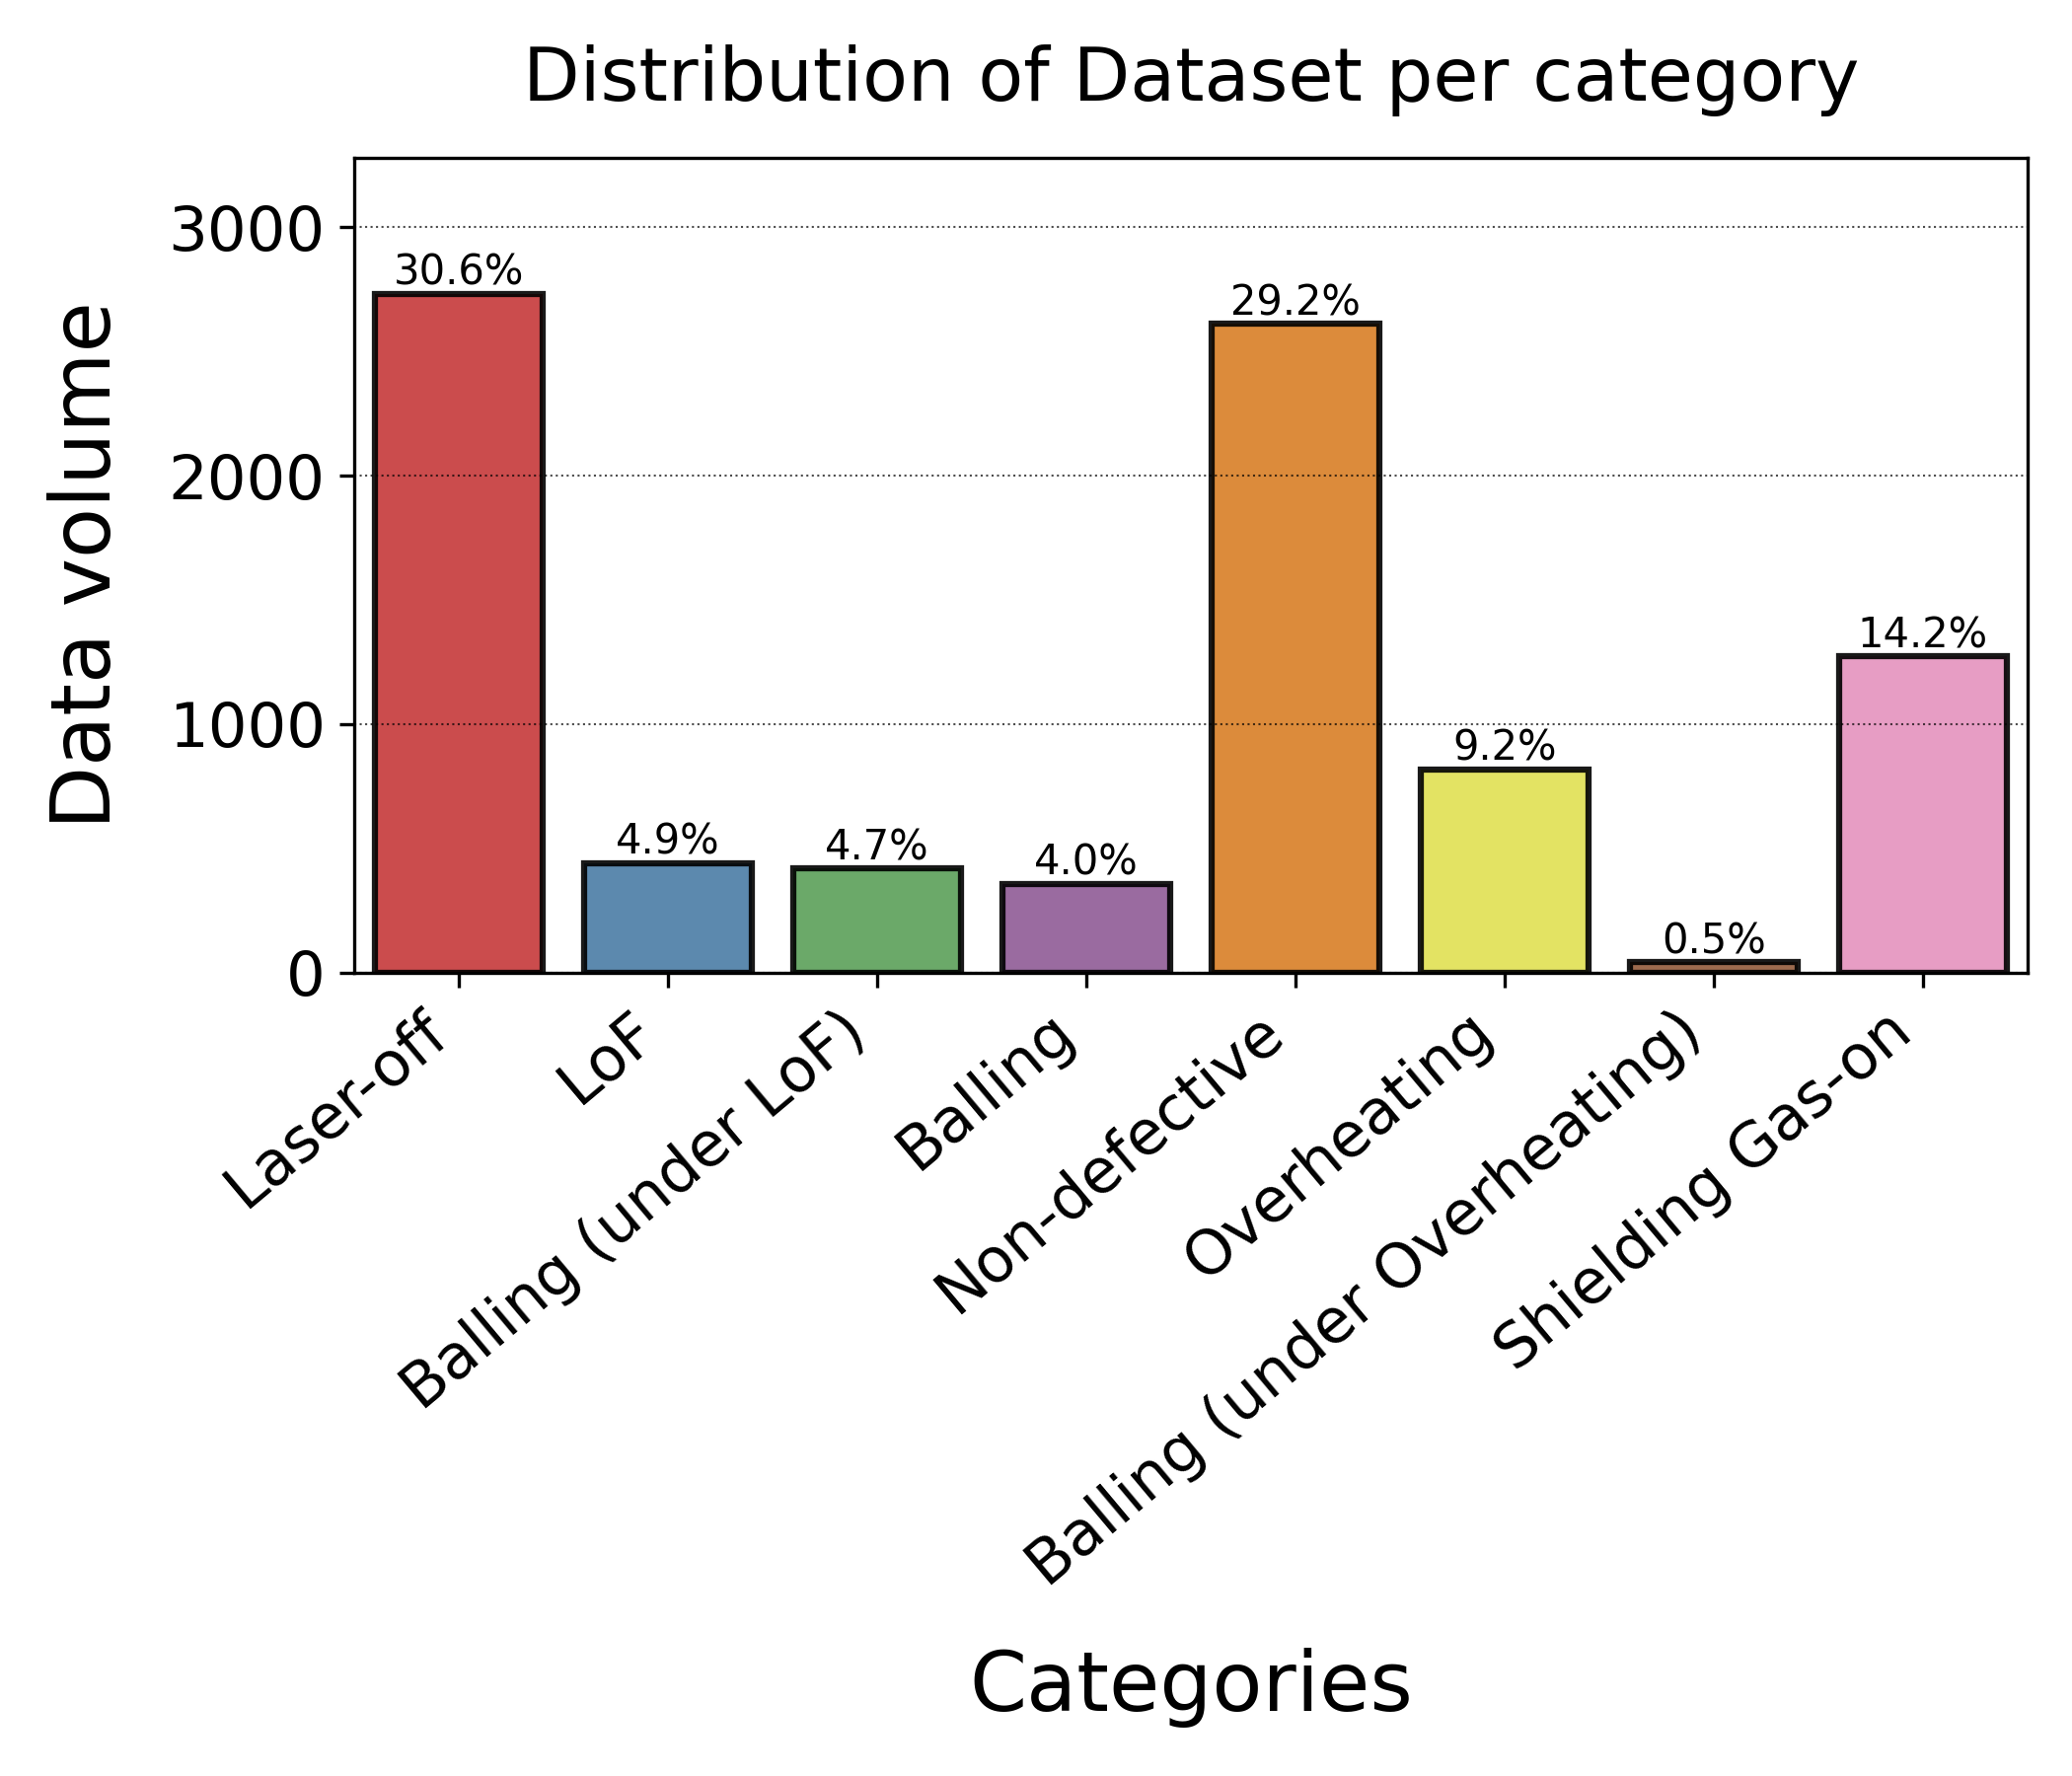 Distribution of Dataset per category
Data volume
3000
2000
1000
0
30.6%
4.9%
4.7%
4.0%
29.2%
9.2%
0.5%
14.2%
Laser-off
LoF
Balling (under LoF)
Balling
Non-defective
Overheating
Balling (under Overheating)
Shielding Gas-on
Categories